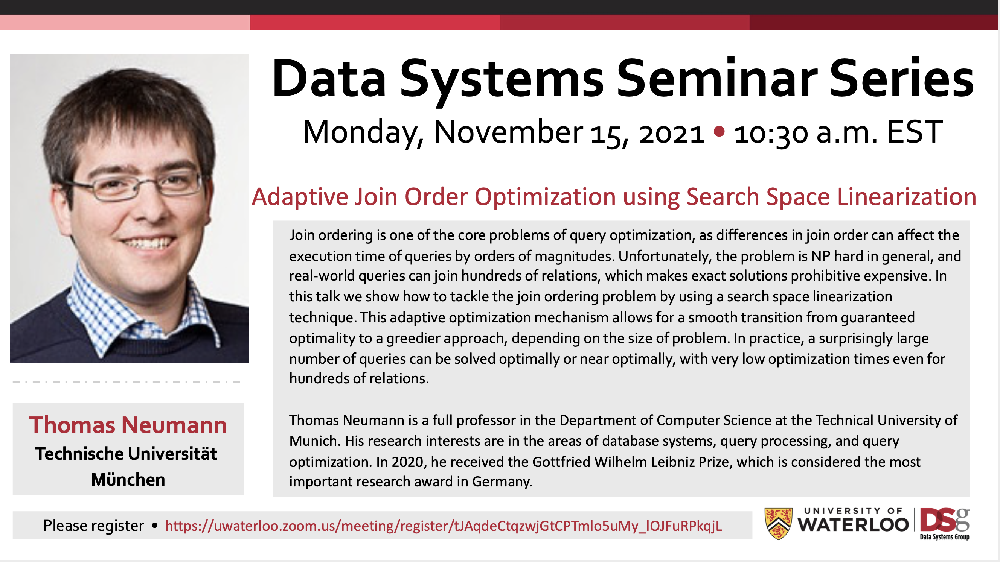 Data Systems Seminar Series
Monday, November 15, 2021 • 10:30 a.m. EST
Adaptive Join Order Optimization using Search Space Linearization
Join ordering is one of the core problems of query optimization, as differences in join order can affect the
execution time of queries by orders of magnitudes. Unfortunately, the problem is NP hard in general, and
real-world queries can join hundreds of relations, which makes exact solutions prohibitive expensive. In
this talk we show how to tackle the join ordering problem by using a search space linearization
technique. This adaptive optimization mechanism allows for a smooth transition from guaranteed
optimality to a greedier approach, depending on the size of problem. In practice, a surprisingly large
number of queries can be solved optimally or near optimally, with very low optimization times even for
hundreds of relations.
Thomas Neumann is a full professor in the Department of Computer Science at the Technical University of
Munich. His research interests are in the areas of database systems, query processing, and query
optimization. In 2020, he received the Gottfried Wilhelm Leibniz Prize, which is considered the most
important research award in Germany.
Thomas Neumann
Technische Universität
München
Please register • https://uwaterloo.zoom.us/meeting/register/tJAqdeCtqzwjGtCPTmlo5uMy_lOJFuRPkqjL
UNIVERSITY OF
WATERLOO
DSg
Data Systems Group